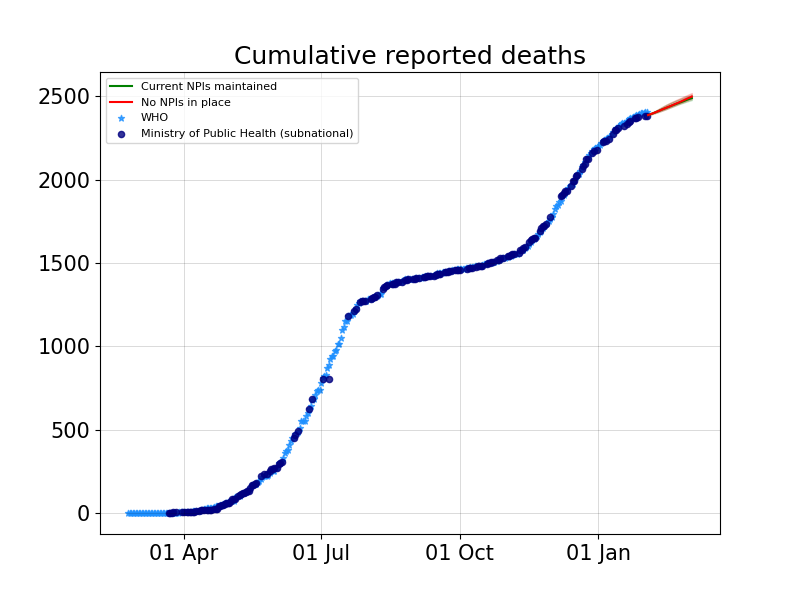 Cumulative reported deaths
Current NPIs maintained
No NPIs in place
WHO
Ministry of Public Health (subnational)
2500
2000
1500
1000
500
0
01 Apr
01 Jul
01 Oct
01 Jan